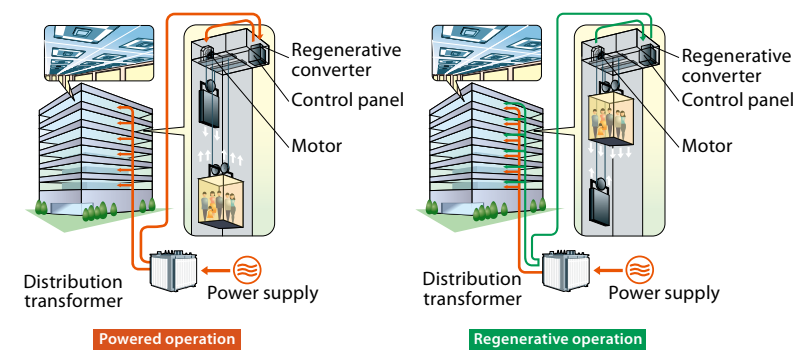 Regenerative
converter
Control panel
Motor
Distribution
transformer
Power supply
Powered operation
Regenerative
converter
Control panel
Motor
Distribution
transformer
Power supply
Regenerative operation